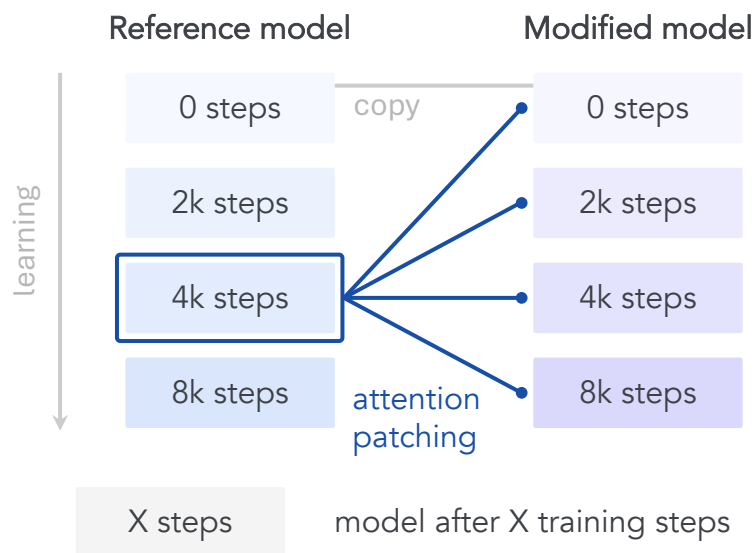 Reference model
Modified model
0 steps
copy
0 steps
2k steps
2k steps
learning
4k steps
4k steps
8k steps
8k steps
attention
patching
X steps
model after X training steps